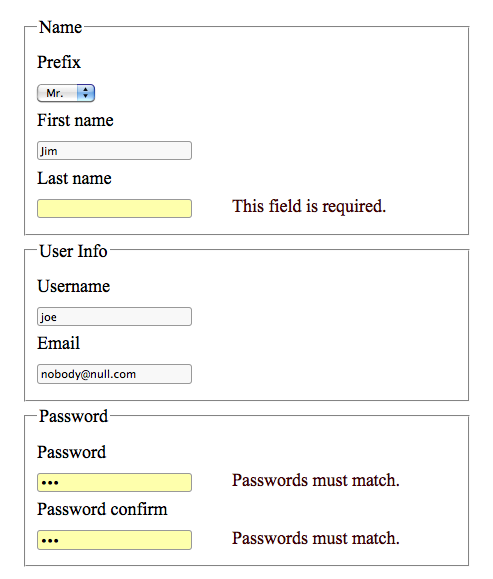 Name
Prefix
Mr.
First name
Jim
Last name
This field is required.
User Info
Username
joe
Email
nobody@null.com
Password
Password
••• Passwords must match.
Password confirm
••• Passwords must match.